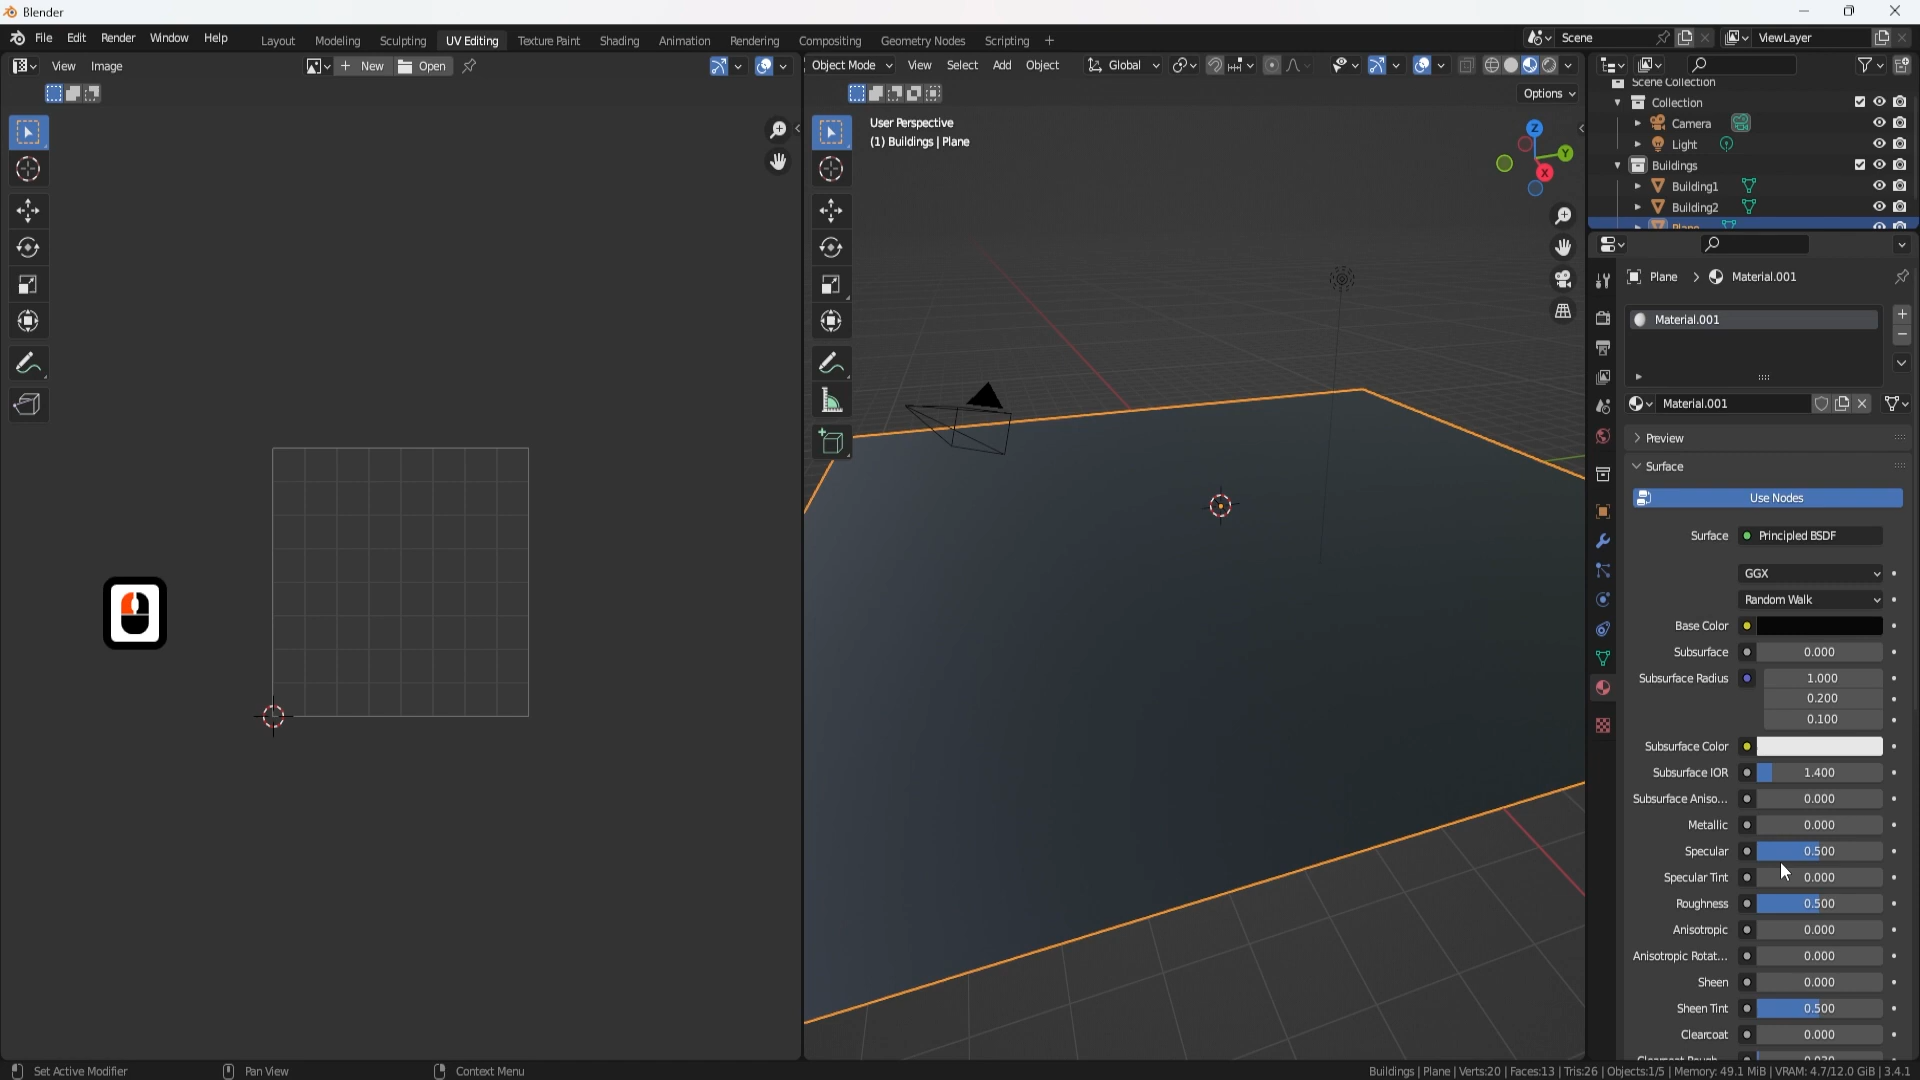 Blender
File Edit Render Window Help
Layout Modeling Sculpting UV Editing Texture Paint Shading Animation Rendering Compositing Geometry Nodes Scripting
Scene
ViewLayer
View Image
New
Open
Object Mode View Select Add Object
Global
Options
User Perspective
(1) Buildings | Plane
Z
Y
X
Scene Collection
Collection
Camera
Light
Buildings
Building1
Building2
Plane
Plane Material.001
Material.001
Material.001
Preview
Surface
Use Nodes
Surface Principled BSDF
GGX
Random Walk
Base Color
Subsurface 0.000
Subsurface Radius 1.000
0.200
0.100
Subsurface Color
Subsurface IOR 1.400
Subsurface Aniso... 0.000
Metallic 0.000
Specular 0.500
Specular Tint 0.000
Roughness 0.500
Anisotropic 0.000
Anisotropic Rotat... 0.000
Sheen 0.000
Sheen Tint 0.500
Clearcoat 0.000
Clearcoat Rough... 0.030
Set Active Modifier
Pan View
Context Menu
Buildings | Plane | Verts:20 | Faces:13 | Tris:26 | Objects:1/5 | Memory: 49.1 MiB | VRAM: 4.7/12.0 GiB | 3.4.1